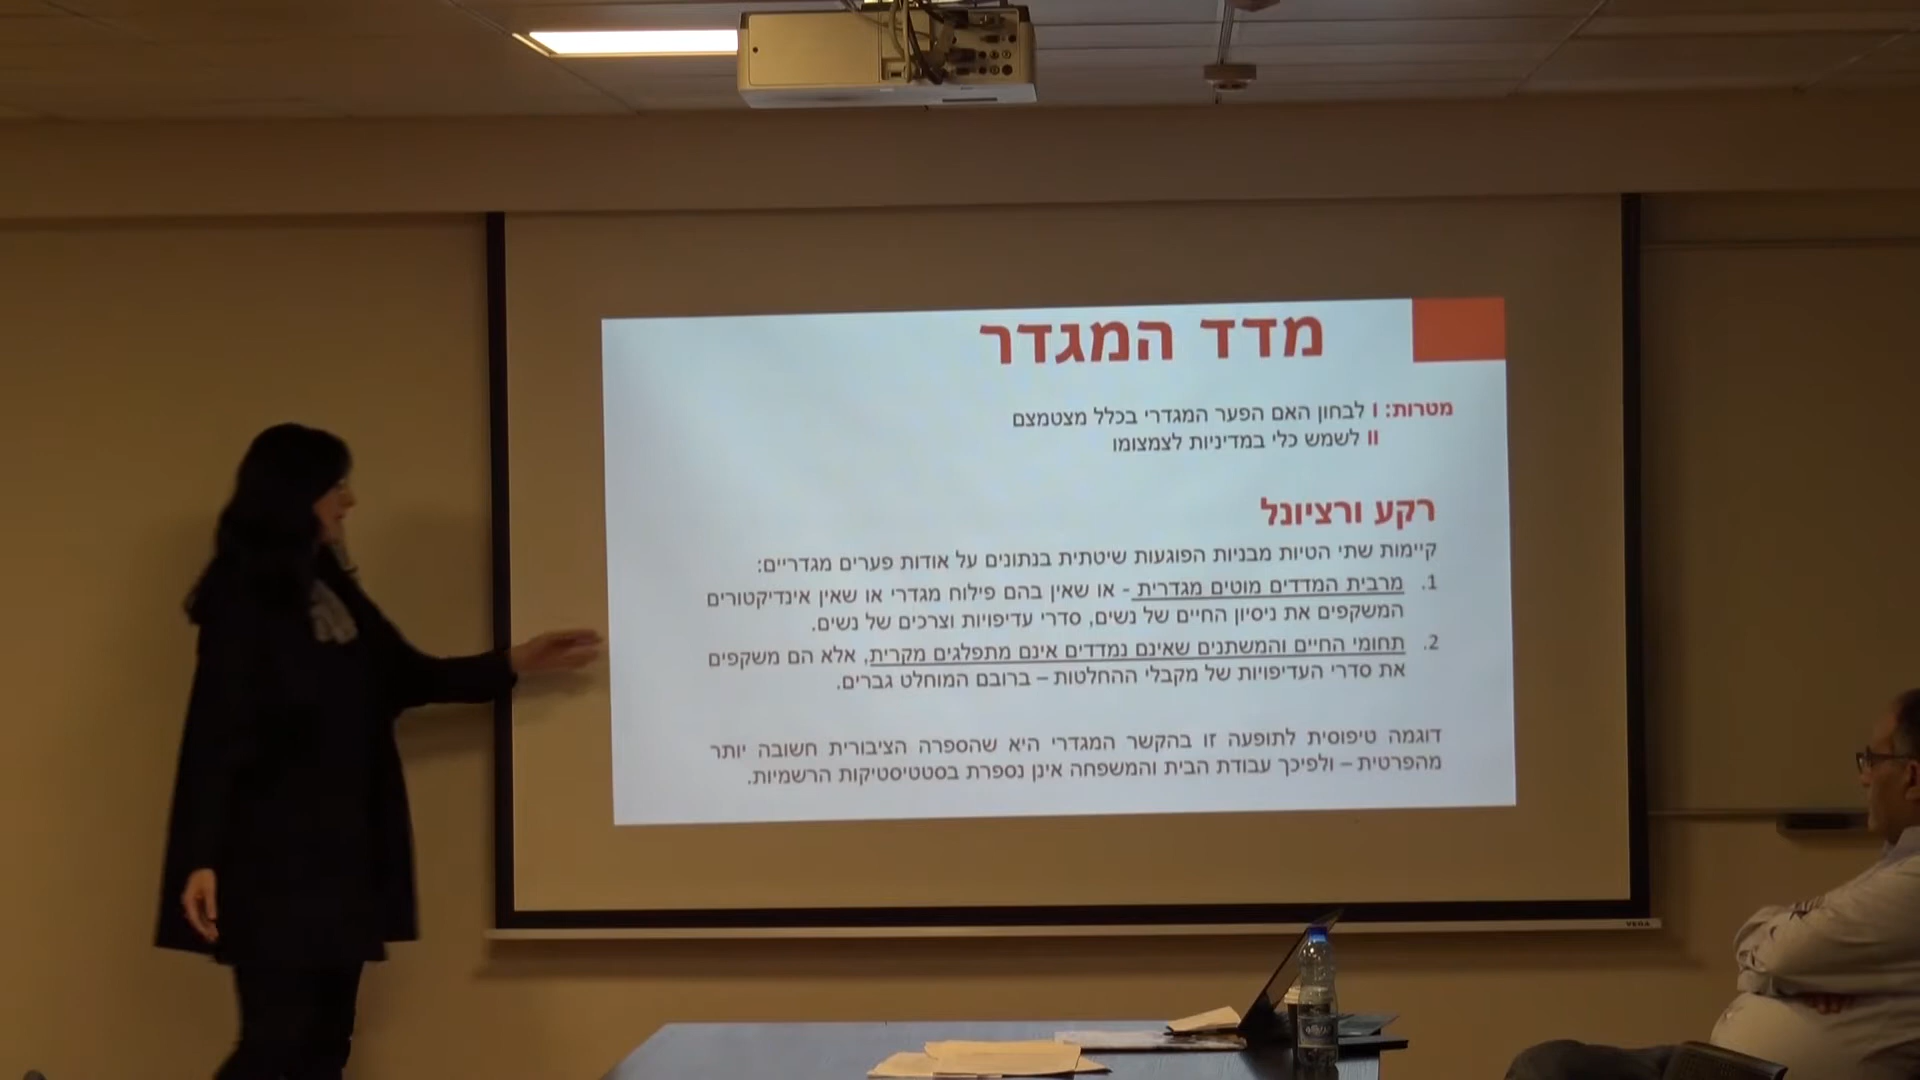 מדד המגדר
מטרות: I לבחון האם הפער המגדרי בכלל מצטמצם
II לשמש כלי במדיניות לצמצומו
רקע ורציונל
קיימות שתי הטיות מבניות הפוגעות שיטתית בנתונים על אודות פערים מגדריים:
1. מרבית המדדים מוטים מגדרית - או שאין בהם פילוח מגדרי או שאין אינדיקטורים
המשקפים את ניסיון החיים של נשים, סדרי עדיפויות וצרכים של נשים.
2. תחומי החיים והמשתנים שאינם נמדדים אינם מתפלגים מקרית, אלא הם משקפים
את סדרי העדיפויות של מקבלי ההחלטות – ברובם המוחלט גברים.
דוגמה טיפוסית לתופעה זו בהקשר המגדרי היא שהספרה הציבורית חשובה יותר
מהפרטית – ולפיכך עבודת הבית והמשפחה אינן נספרת בסטטיסטיקות הרשמיות.
VEGA